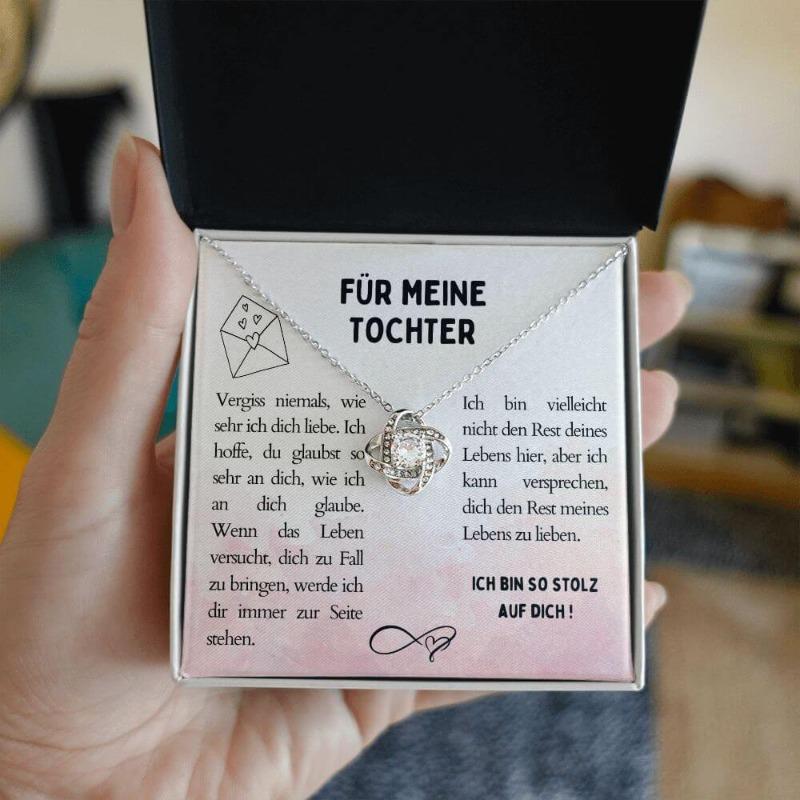 FÜR MEINE
TOCHTER
Vergiss niemals, wie
sehr ich dich liebe. Ich
hoffe, du glaubst so
sehr an dich, wie ich
an dich glaube.
Wenn das Leben
versucht, dich zu Fall
zu bringen, werde ich
dir immer zur Seite
stehen.
Ich bin vielleicht
nicht den Rest deines
Lebens hier, aber ich
kann versprechen,
dich den Rest meines
Lebens zu lieben.
ICH BIN SO STOLZ
AUF DICH !